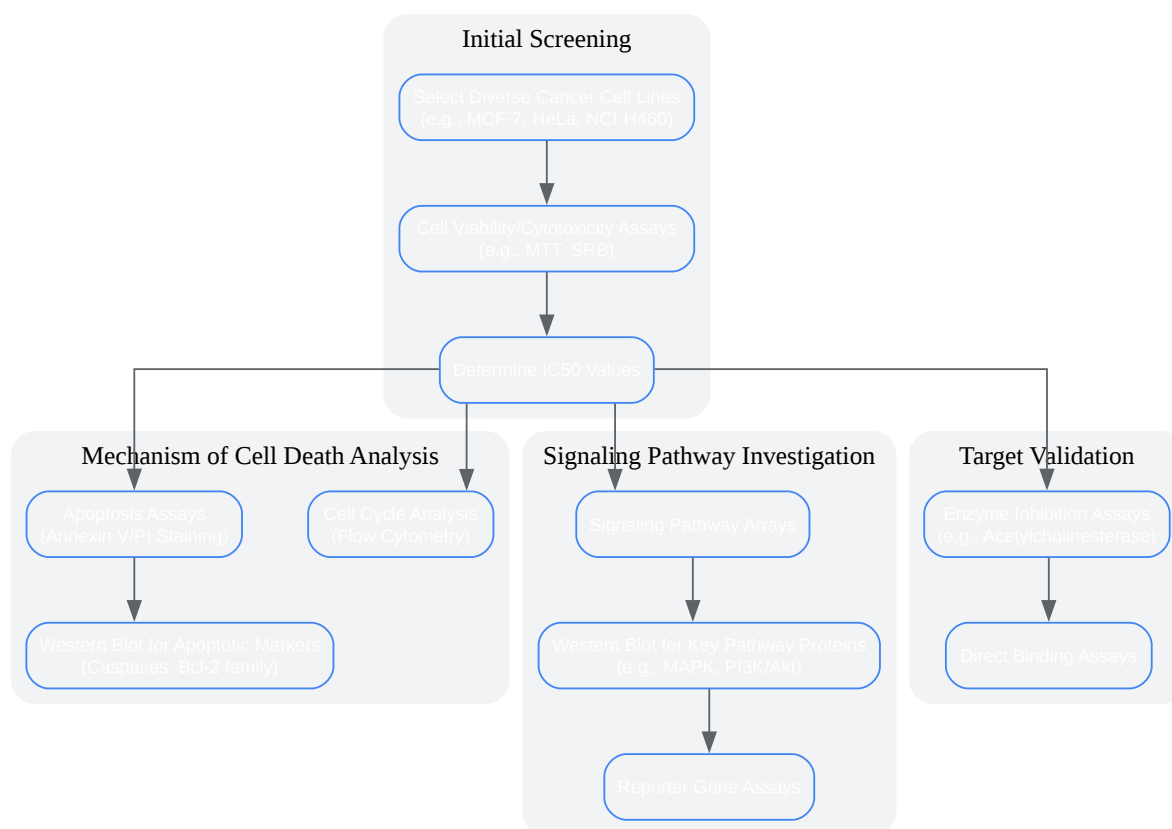 Initial Screening
Select Diverse Cancer Cell Lines
(e.g., MCF-7, HeLa, NCI-H460)
Cell Viability/Cytotoxicity Assays
(e.g., MTT, SRB)
Determine IC50 Values
Mechanism of Cell Death Analysis
Apoptosis Assays
(Annexin V/PI Staining)
Cell Cycle Analysis
(Flow Cytometry)
Western Blot for Apoptotic Markers
(Caspases, Bcl-2 family)
Signaling Pathway Investigation
Signaling Pathway Arrays
Western Blot for Key Pathway Proteins
(e.g., MAPK, PI3K/Akt)
Reporter Gene Assays
Target Validation
Enzyme Inhibition Assays
(e.g., Acetylcholinesterase)
Direct Binding Assays